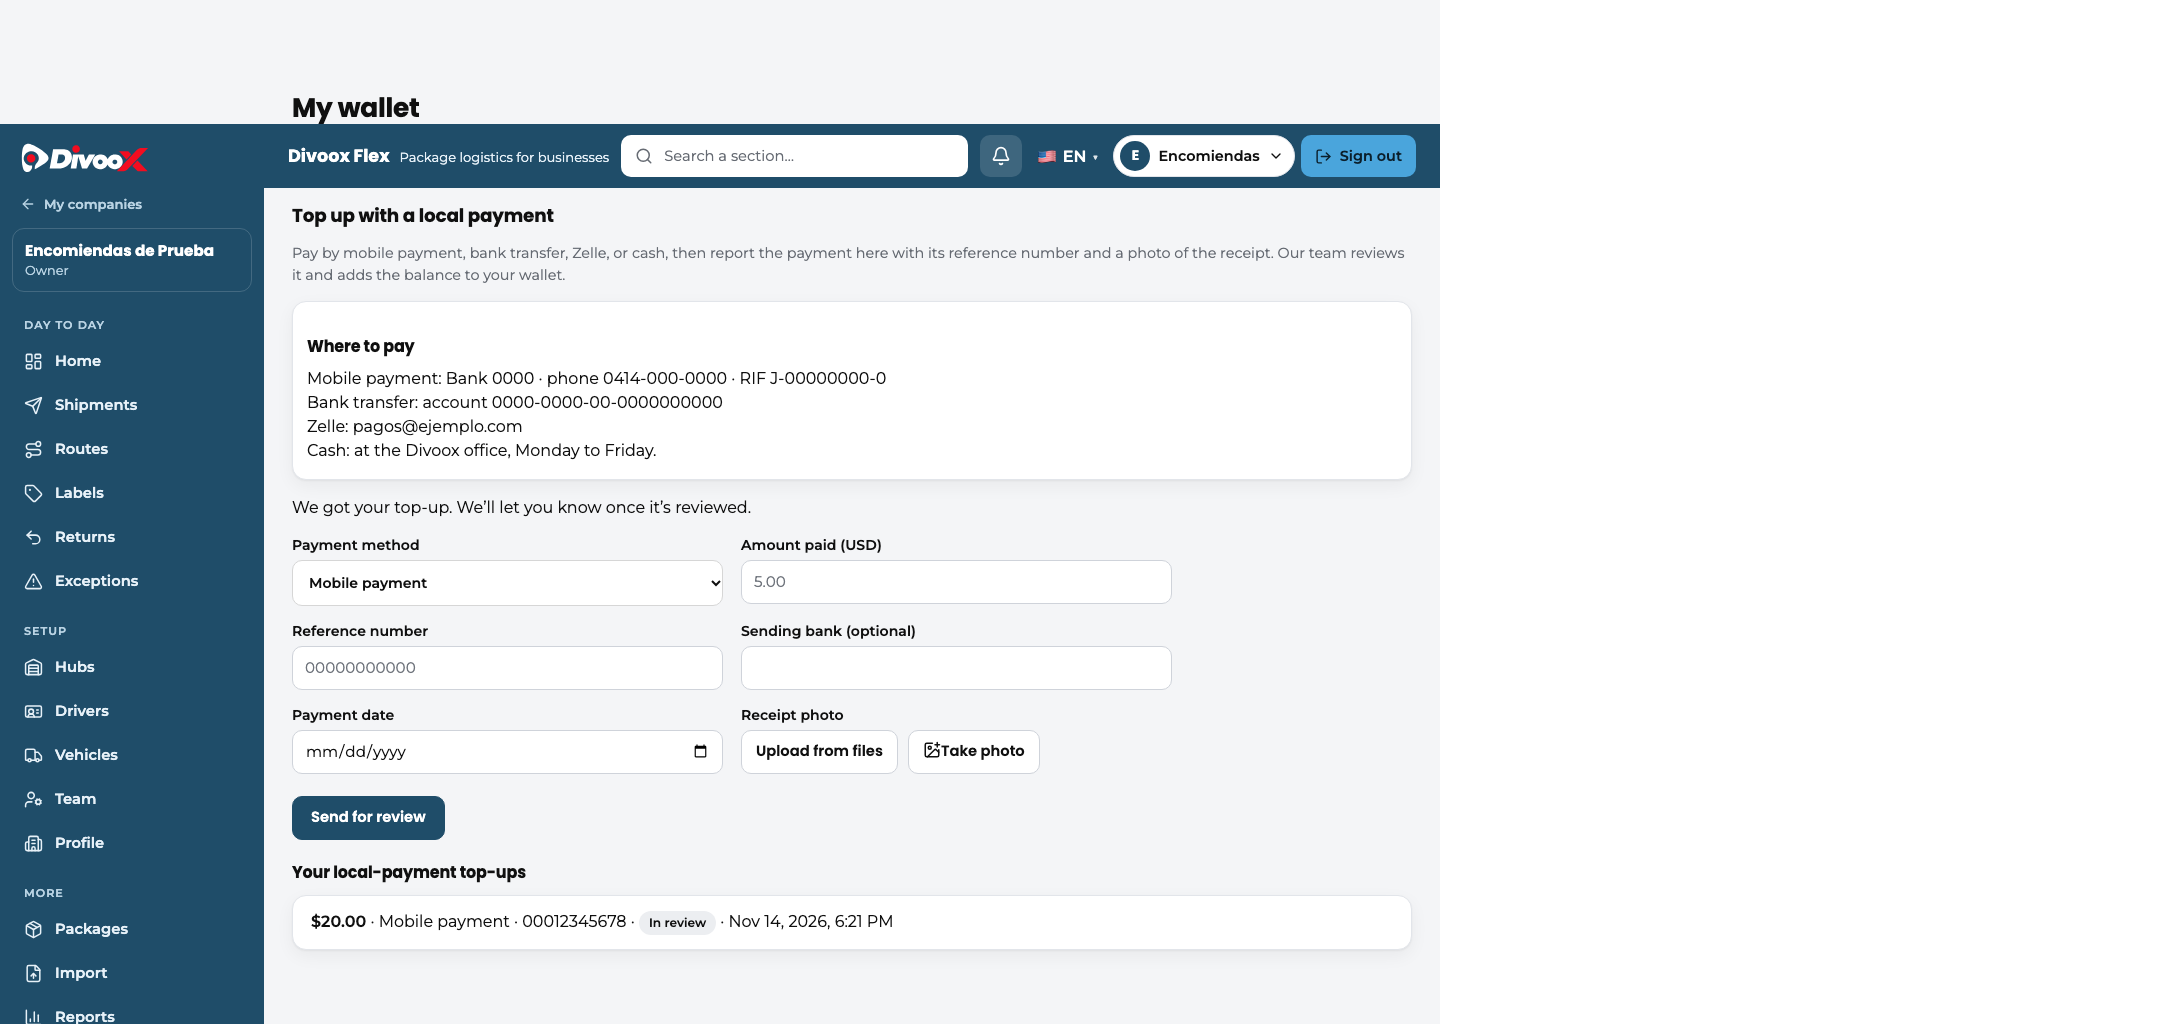 My wallet
Divoox
Divoox Flex
Package logistics for businesses
Search a section...
EN
E
Encomiendas
Sign out
My companies
Encomiendas de Prueba
Owner
DAY TO DAY
Home
Shipments
Routes
Labels
Returns
Exceptions
SETUP
Hubs
Drivers
Vehicles
Team
Profile
MORE
Packages
Import
Reports
Top up with a local payment
Pay by mobile payment, bank transfer, Zelle, or cash, then report the payment here with its reference number and a photo of the receipt. Our team reviews
it and adds the balance to your wallet.
Where to pay
Mobile payment: Bank 0000 · phone 0414-000-0000 · RIF J-00000000-0
Bank transfer: account 0000-0000-00-0000000000
Zelle: pagos@ejemplo.com
Cash: at the Divoox office, Monday to Friday.
We got your top-up. We’ll let you know once it’s reviewed.
Payment method
Mobile payment
Amount paid (USD)
5.00
Reference number
00000000000
Sending bank (optional)
Payment date
mm/dd/yyyy
Receipt photo
Upload from files
Take photo
Send for review
Your local-payment top-ups
$20.00 · Mobile payment · 00012345678 · In review · Nov 14, 2026, 6:21 PM